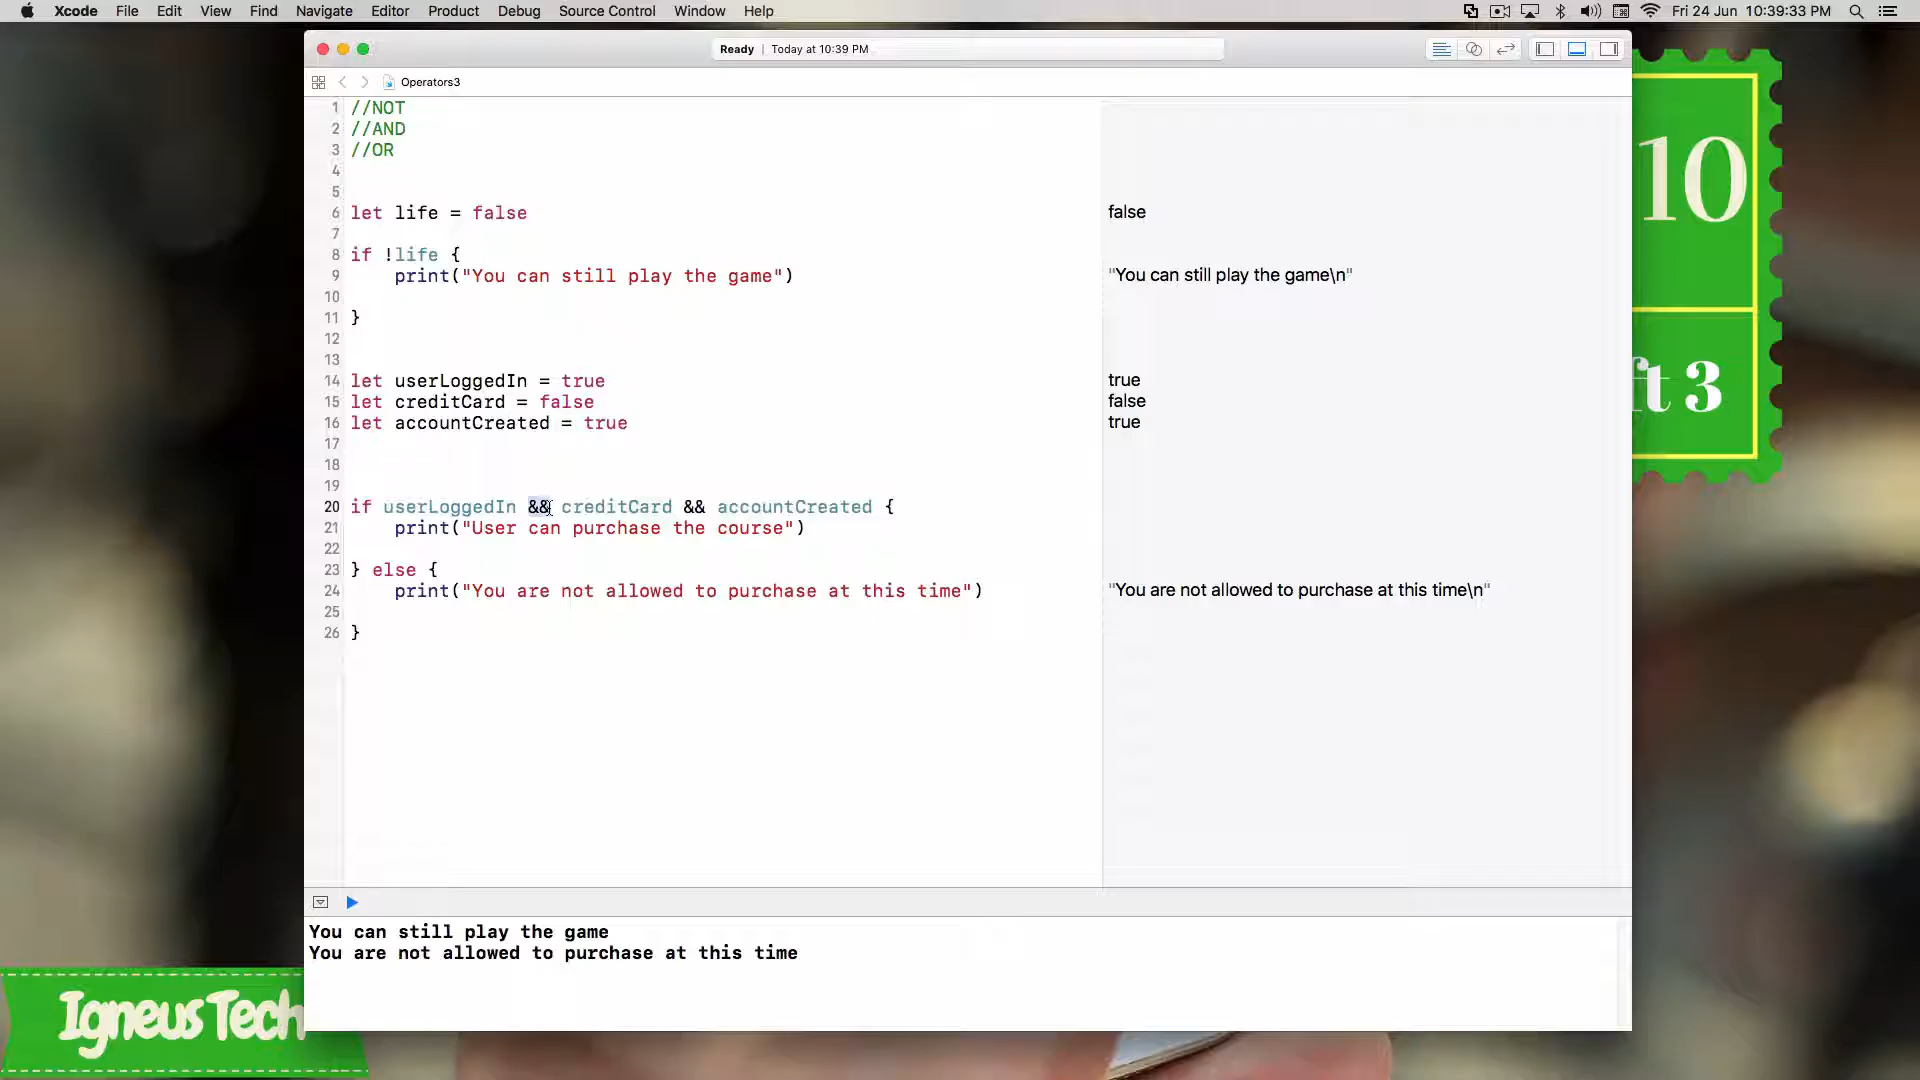 Xcode File Edit View Find Navigate Editor Product Debug Source Control Window Help Fri 24 Jun 10:39:33 PM
Ready | Today at 10:39 PM
Operators3
1 //NOT
2 //AND
3 //OR
4
5
6 let life = false false
7
8 if !life {
9 print("You can still play the game") "You can still play the game\n"
10
11 }
12
13
14 let userLoggedIn = true true
15 let creditCard = false false
16 let accountCreated = true true
17
18
19
20 if userLoggedIn && creditCard && accountCreated {
21 print("User can purchase the course")
22
23 } else {
24 print("You are not allowed to purchase at this time") "You are not allowed to purchase at this time\n"
25
26 }
You can still play the game
You are not allowed to purchase at this time
10
ft 3
Igneus Tech